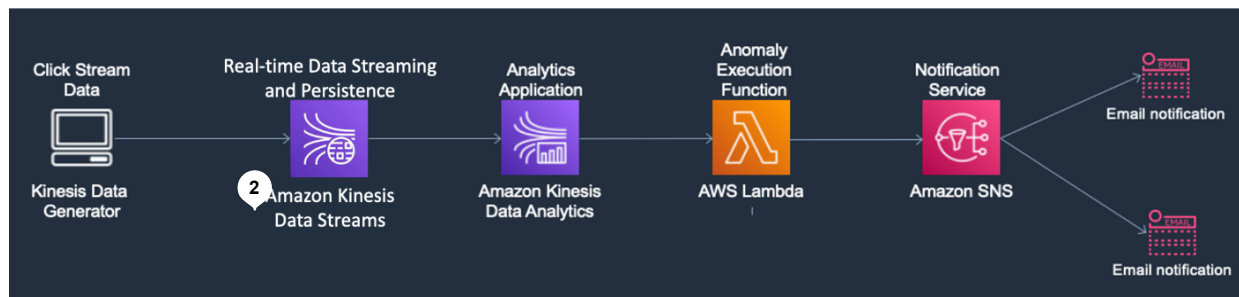 Click Stream
Data
Kinesis Data
Generator
Real-time Data Streaming
and Persistence
2
Amazon Kinesis
Data Streams
Analytics
Application
Amazon Kinesis
Data Analytics
Anomaly
Execution
Function
AWS Lambda
Notification
Service
Amazon SNS
EMAIL
Email notification
EMAIL
Email notification